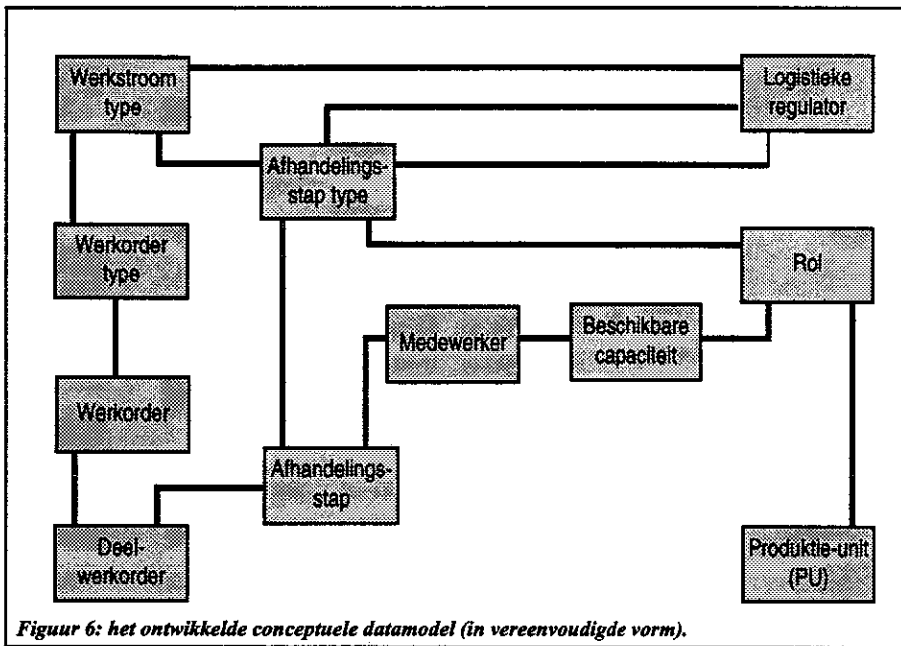 Werkstroom
type
Logistieke
regulator
Afhandelings-
stap type
Werkorder
type
Rol
Medewerker
Beschikbare
capaciteit
Werkorder
Afhandelings-
stap
Deel-
werkorder
Produktie-unit
(PU)
Figuur 6: het ontwikkelde conceptuele datamodel (in vereenvoudigde vorm).